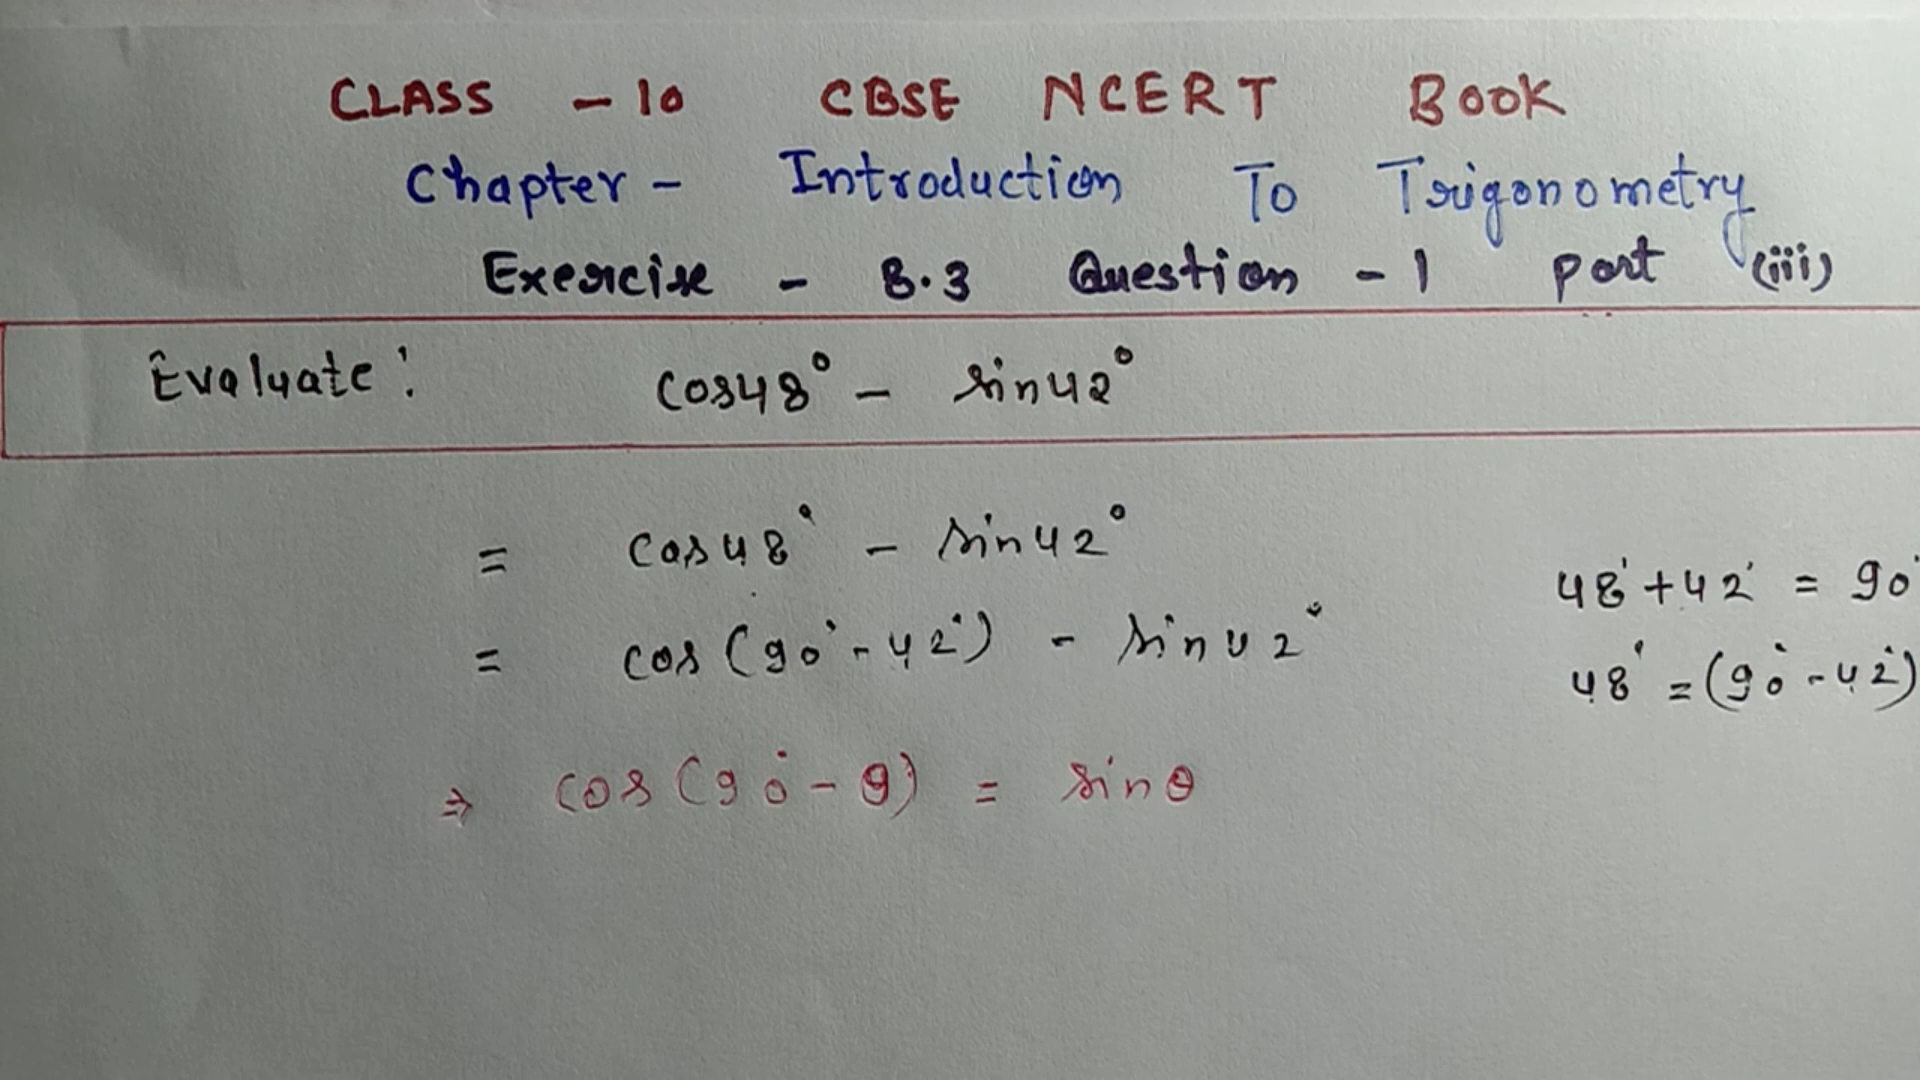 CLASS - 10 CBSE NCERT BOOK
Chapter - Introduction To Trigonometry
Exercise - 8.3 Question - 1 part (iii)
Evaluate : cos48° - sin42°
= cos48° - sin42°
48° + 42° = 90°
= cos (90° - 42°) - sin42°
48° = (90° - 42°)
⇒ cos (90° - θ) = sinθ